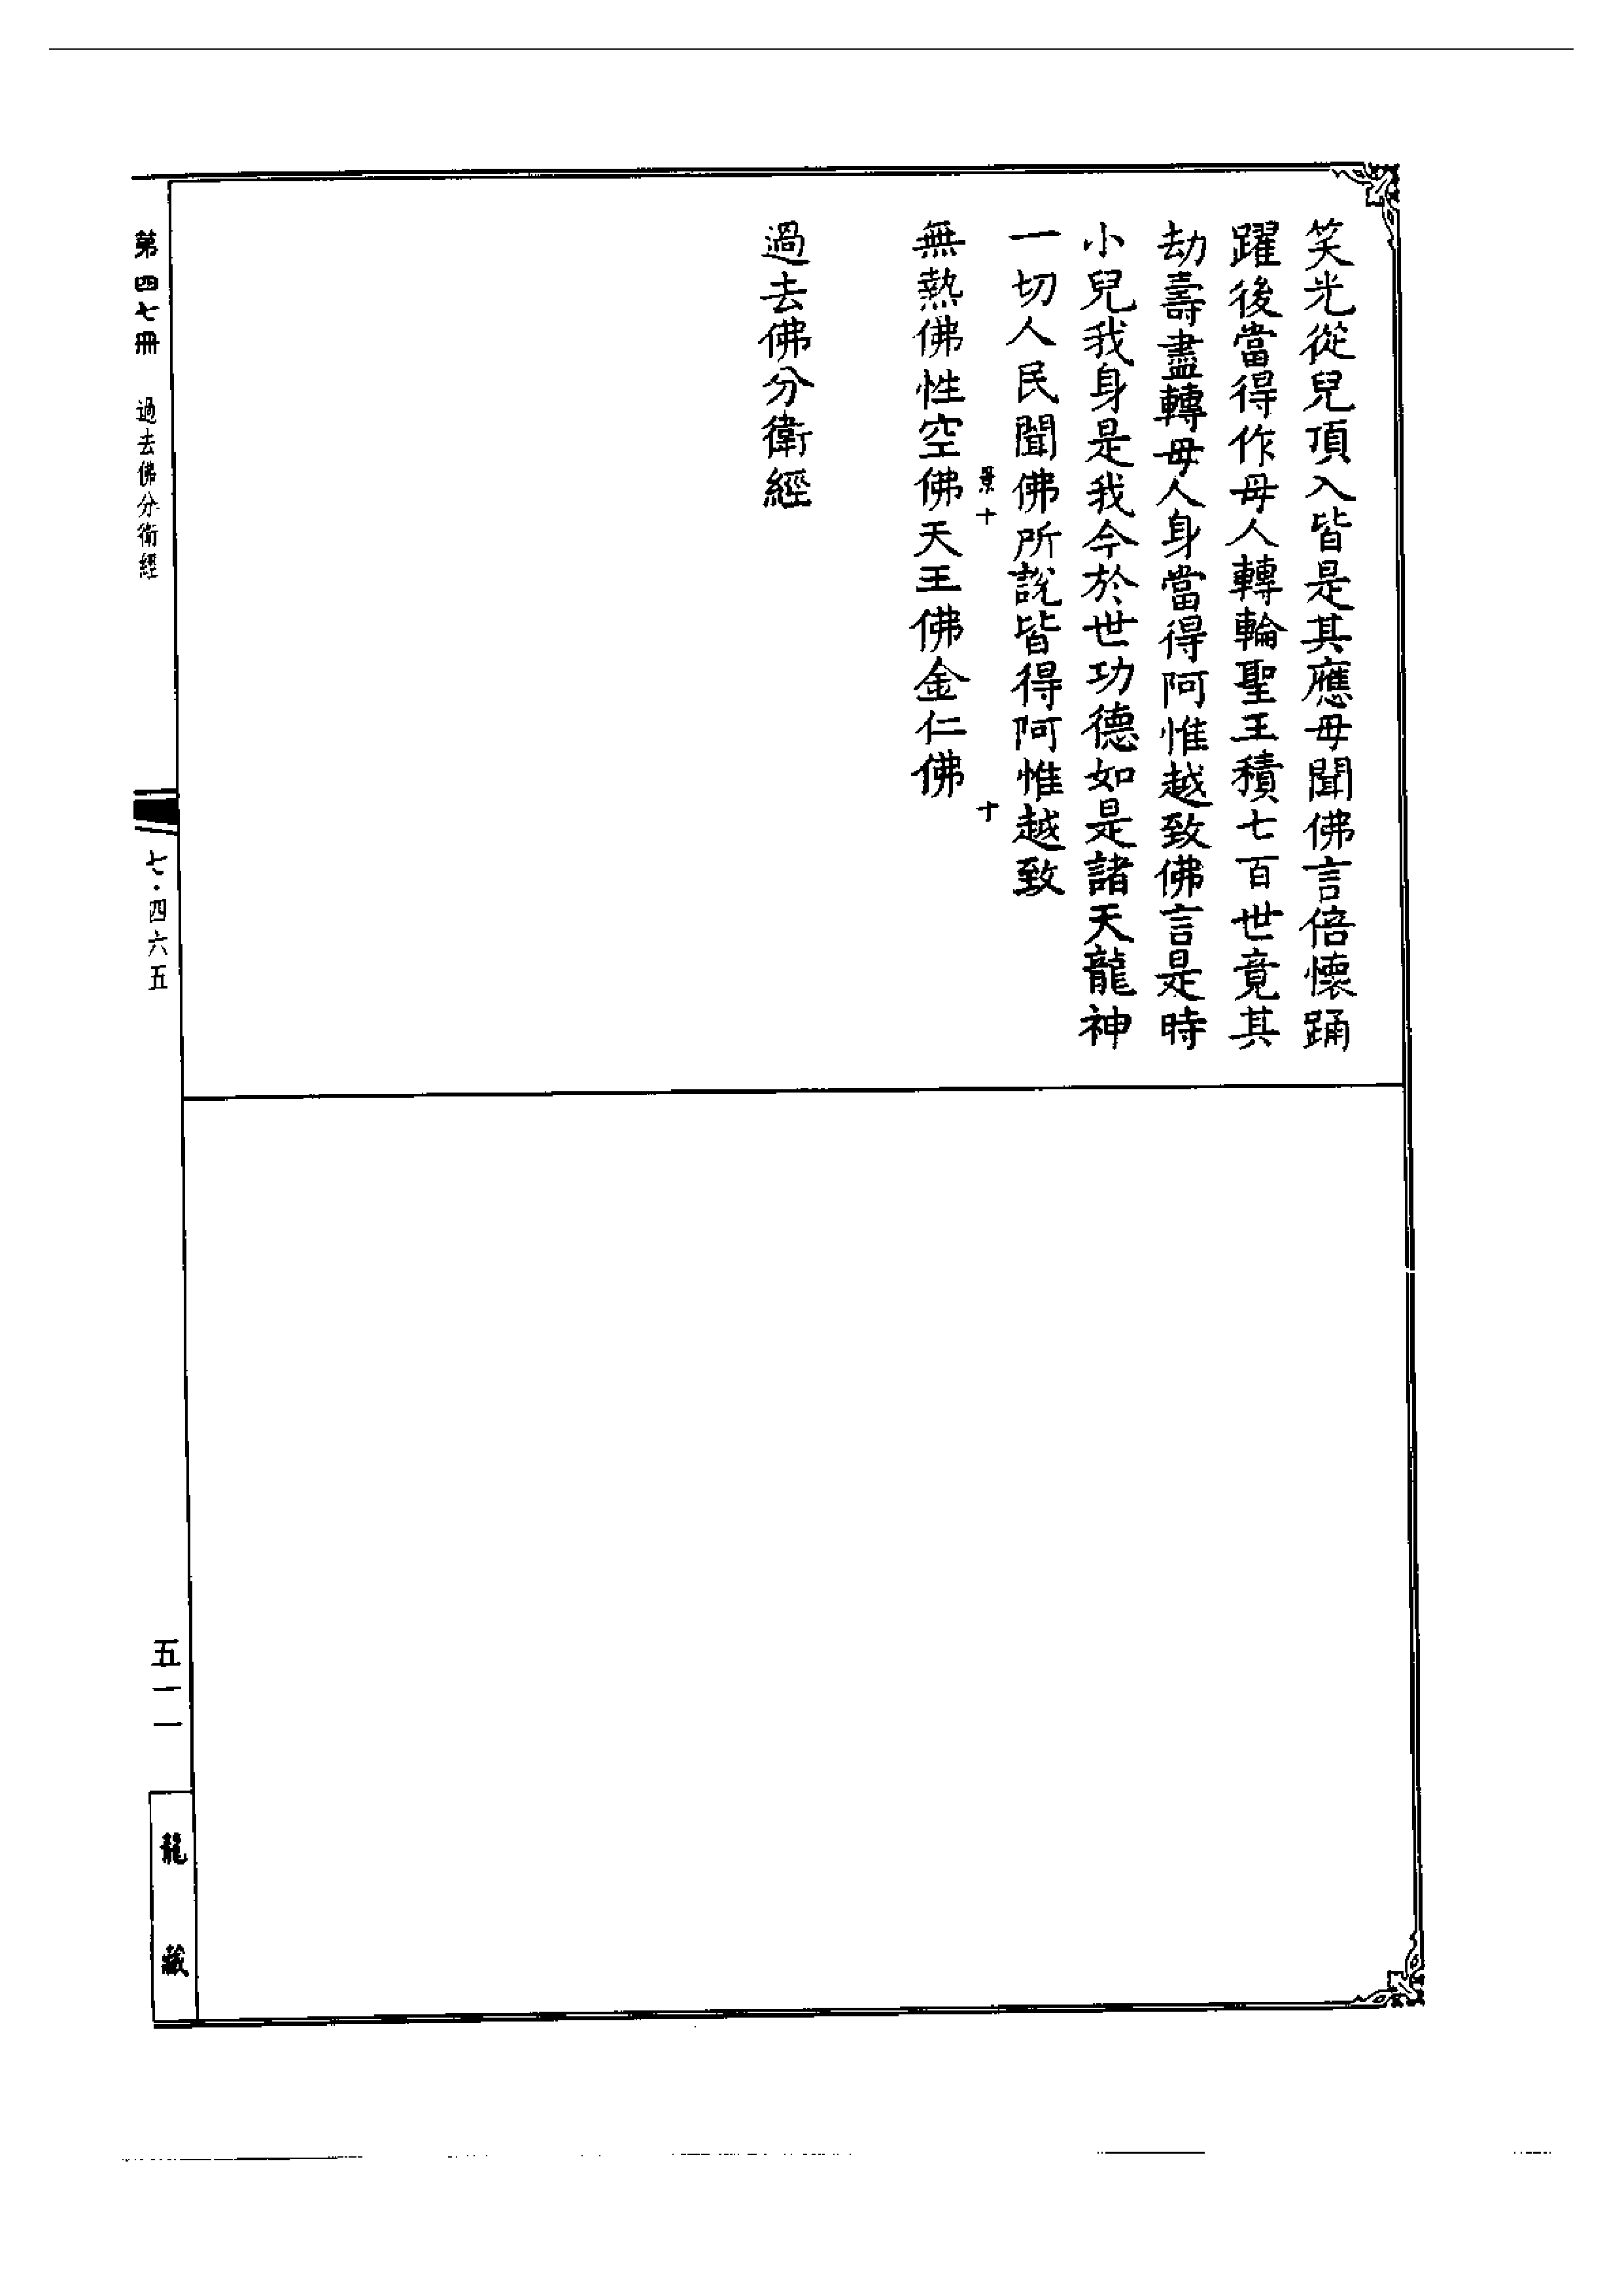 笑光從兒頂入皆是其應母聞佛言倍懷踊
躍後當得作母人轉輪聖王積七百世竟其
劫壽盡轉母人身當得阿惟越致佛言是時
小兒我身是我今於世功德如是諸天龍神
一切人民聞佛所說皆得阿惟越致
十
十
無熱佛性空佛天王佛金仁佛
過去佛分衛經
第四七冊 過去佛分衛經
七·四六五
五一一
龍藏